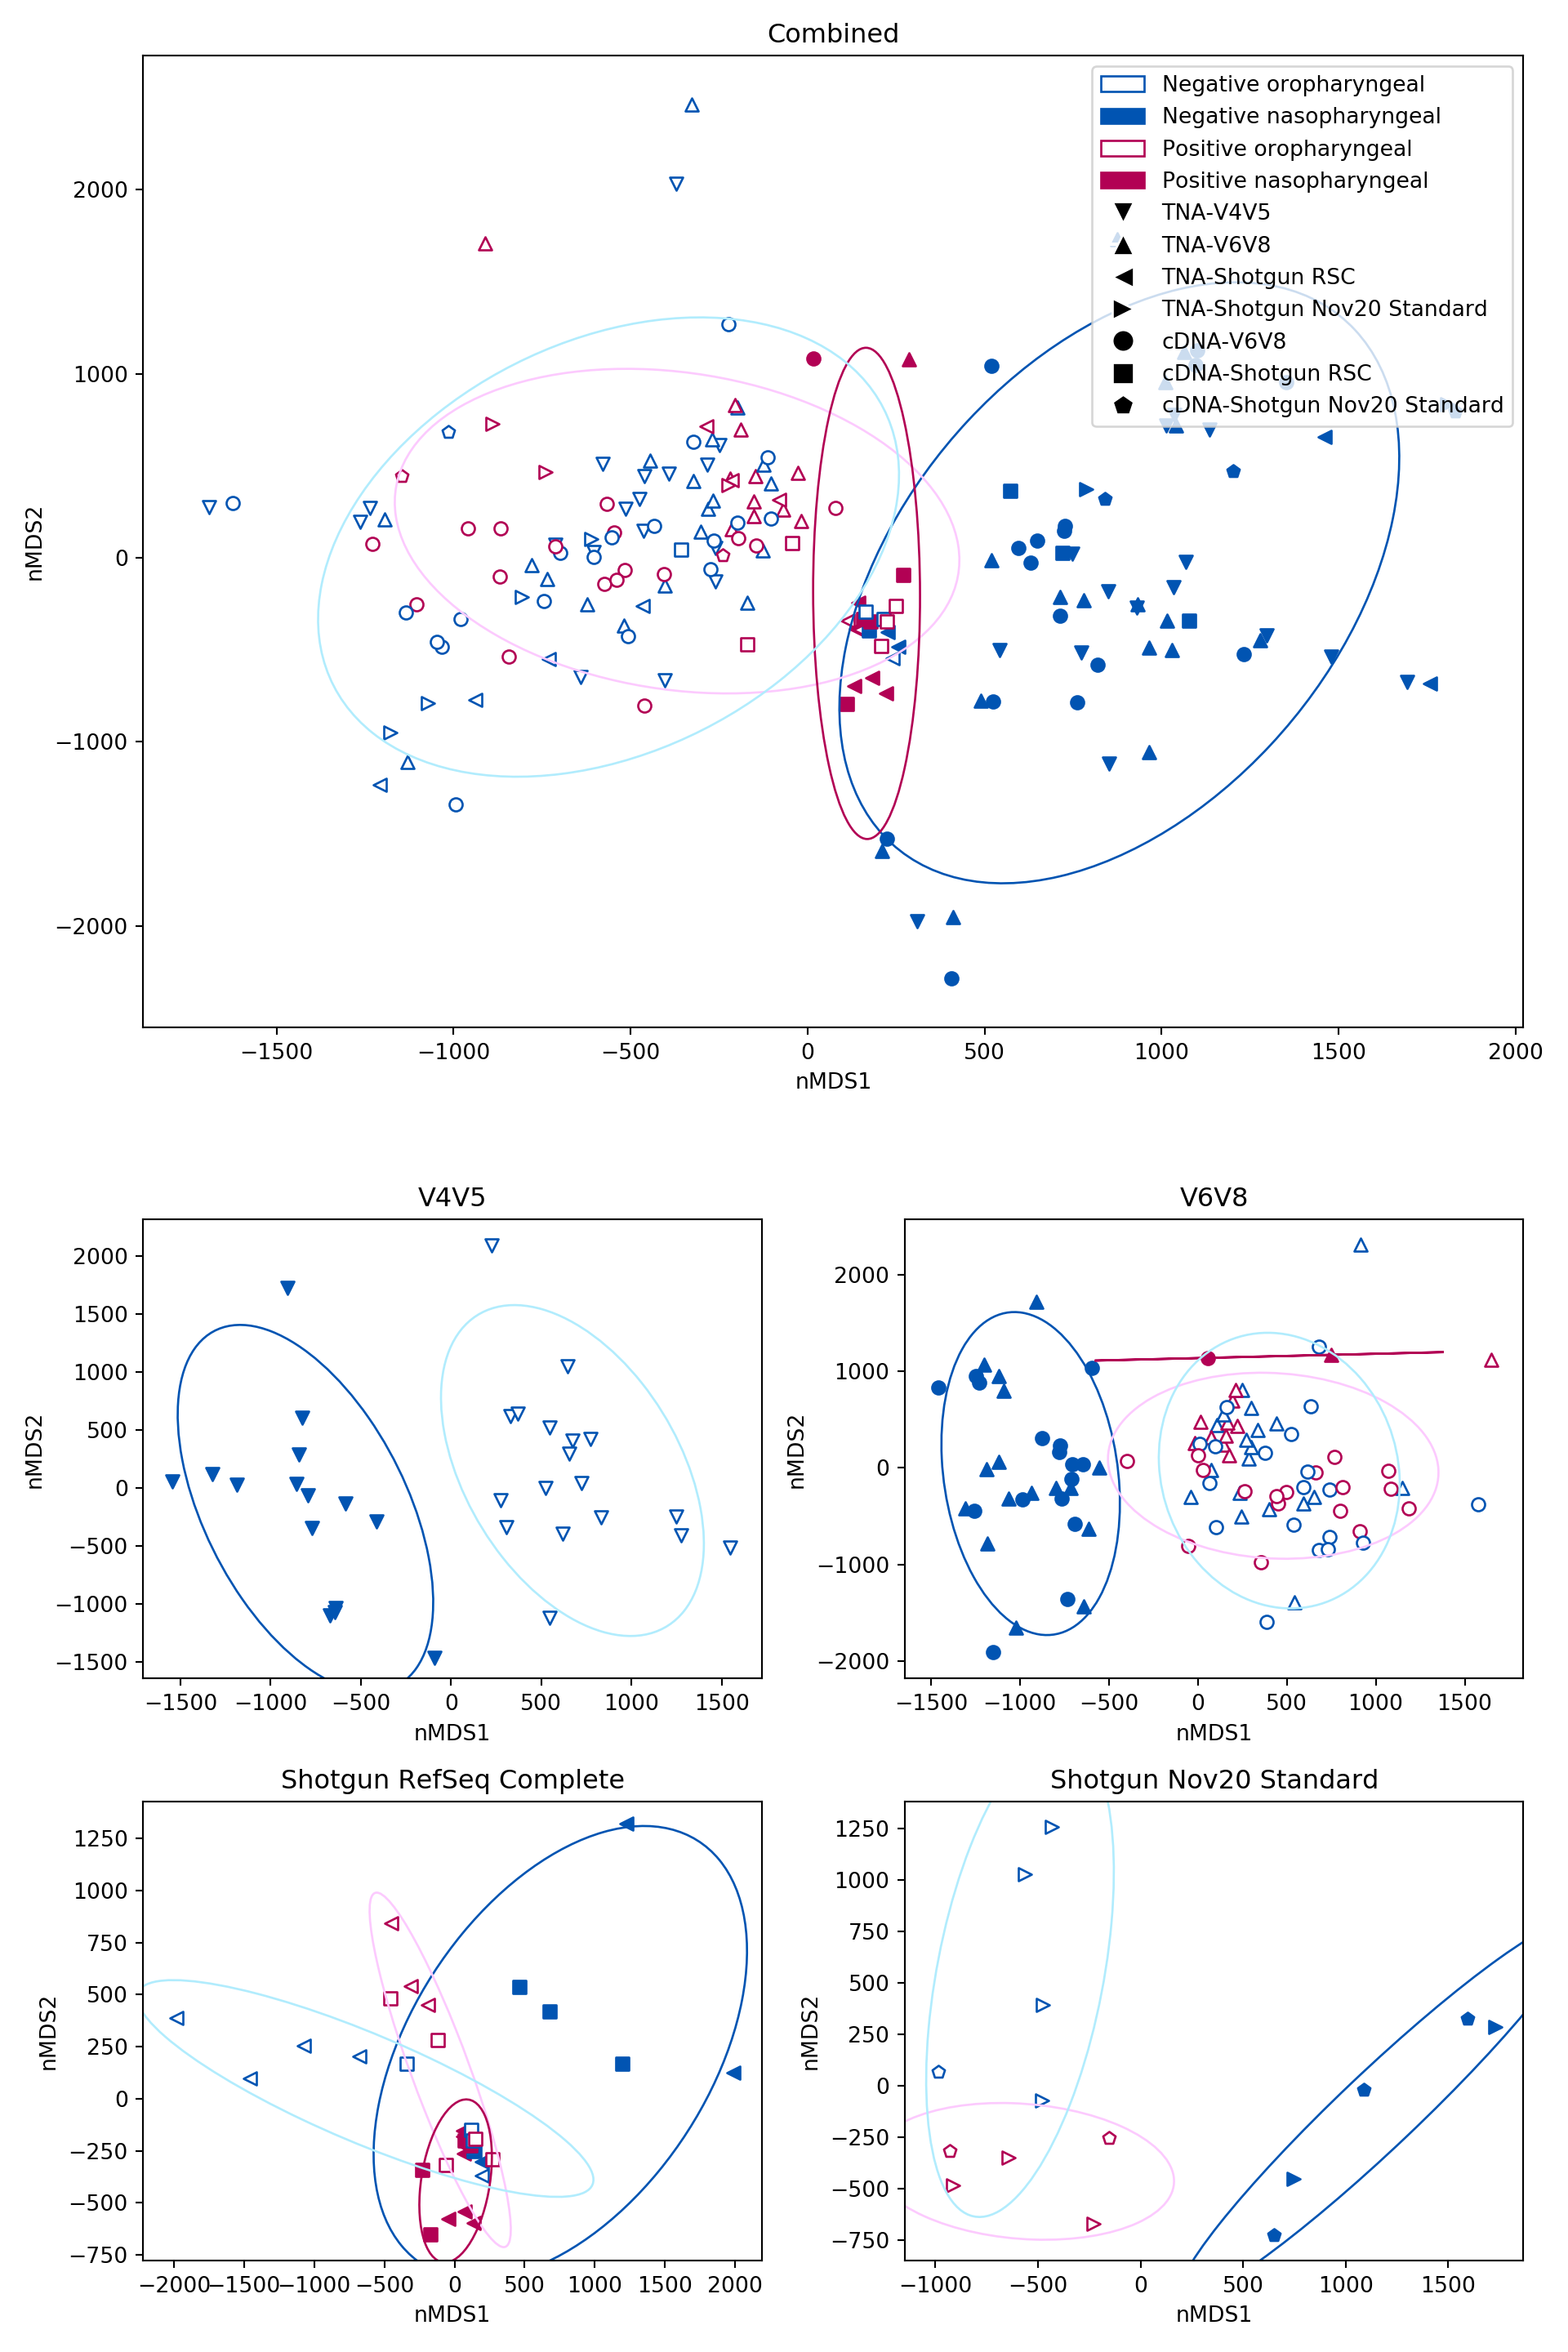 Combined
Negative oropharyngeal
Negative nasopharyngeal
Positive oropharyngeal
Positive nasopharyngeal
TNA-V4V5
TNA-V6V8
TNA-Shotgun RSC
TNA-Shotgun Nov20 Standard
cDNA-V6V8
cDNA-Shotgun RSC
cDNA-Shotgun Nov20 Standard
2000
1000
0
−1000
−2000
nMDS2
−1500 −1000 −500 0 500 1000 1500 2000
nMDS1
V4V5
2000
1500
1000
500
0
−500
−1000
−1500
nMDS2
−1500 −1000 −500 0 500 1000 1500
nMDS1
V6V8
2000
1000
0
−1000
−2000
nMDS2
−1500 −1000 −500 0 500 1000 1500
nMDS1
Shotgun RefSeq Complete
1250
1000
750
500
250
0
−250
−500
−750
nMDS2
−2000 −1500 −1000 −500 0 500 1000 1500 2000
nMDS1
Shotgun Nov20 Standard
1250
1000
750
500
250
0
−250
−500
−750
nMDS2
−1000 −500 0 500 1000 1500
nMDS1